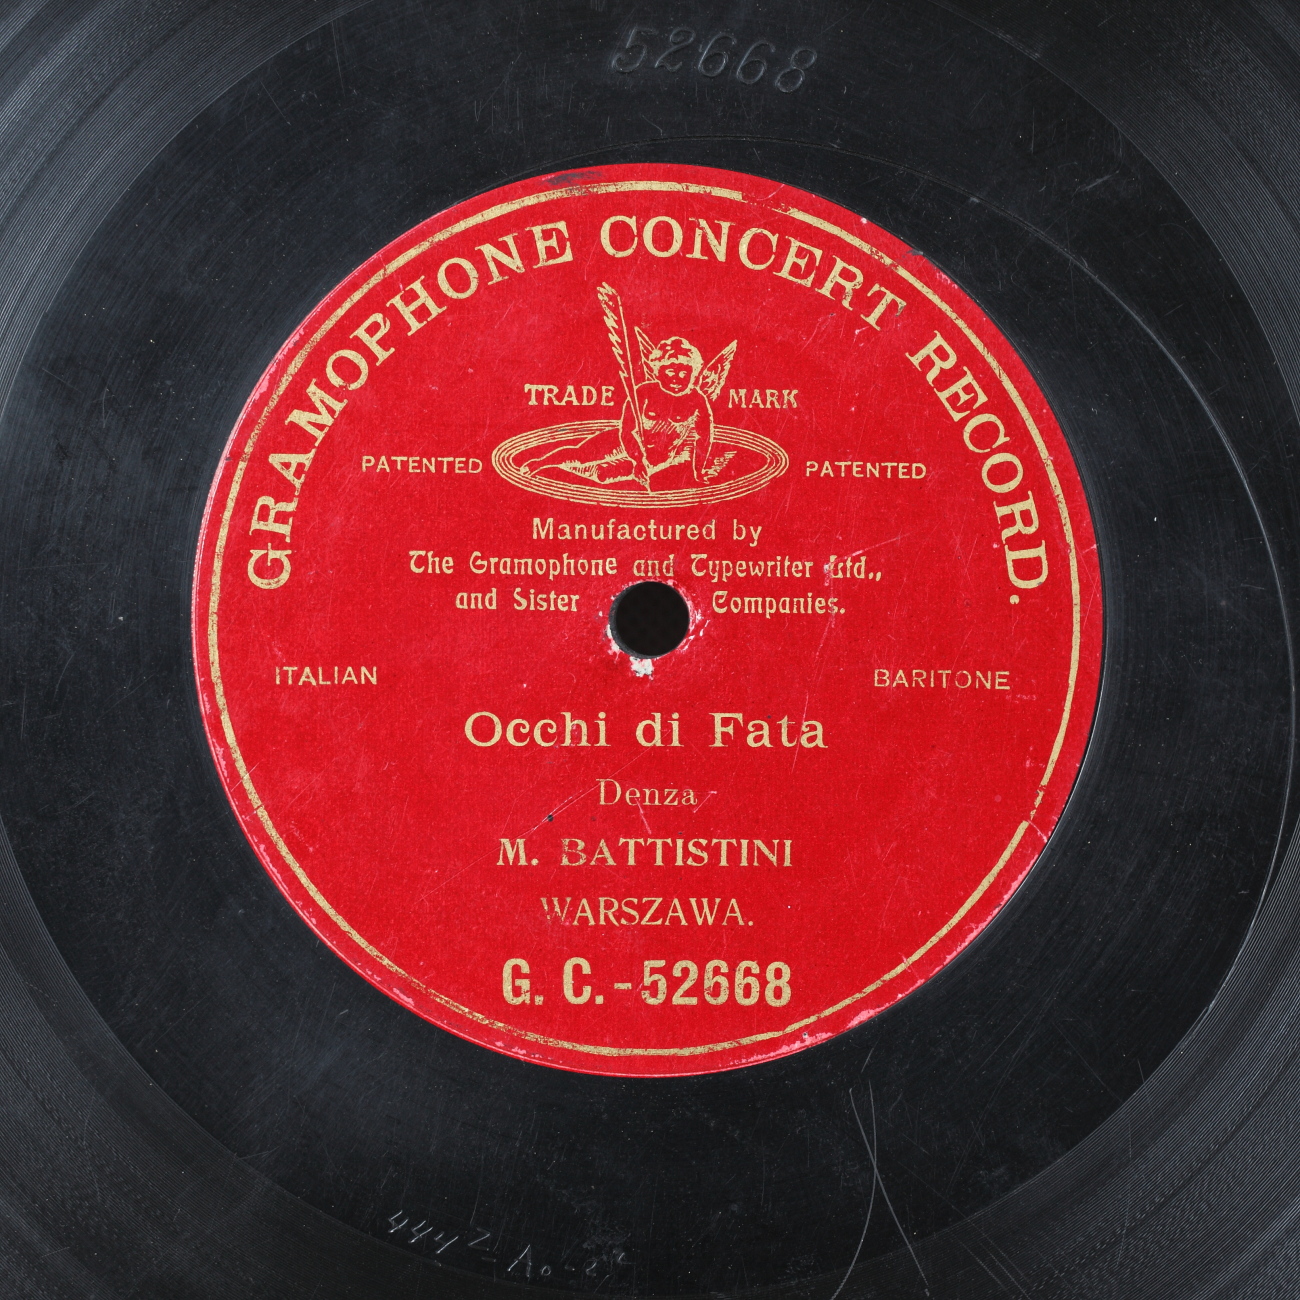 52668
GRAMOPHONE CONCERT RECORD.
TRADE MARK
PATENTED PATENTED
Manufactured by
The Gramophone and Typewriter Ltd.,
and Sister Companies.
ITALIAN BARITONE
Occhi di Fata
Denza
M. BATTISTINI
WARSZAWA.
G. C.-52668
444z